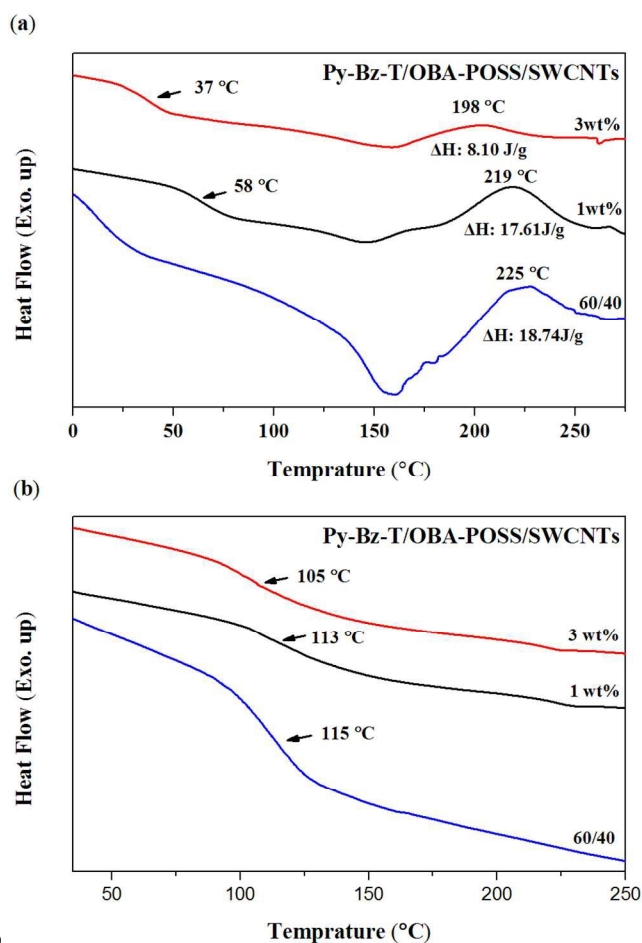 (a)
Py-Bz-T/OBA-POSS/SWCNTs
37 °C
198 °C
3wt%
ΔH: 8.10 J/g
58 °C
219 °C
1wt%
ΔH: 17.61J/g
225 °C
60/40
ΔH: 18.74J/g
Heat Flow (Exo. up)
0 50 100 150 200 250
Temprature (°C)
(b)
Py-Bz-T/OBA-POSS/SWCNTs
105 °C
3 wt%
113 °C
1 wt%
115 °C
60/40
Heat Flow (Exo. up)
50 100 150 200 250
Temprature (°C)